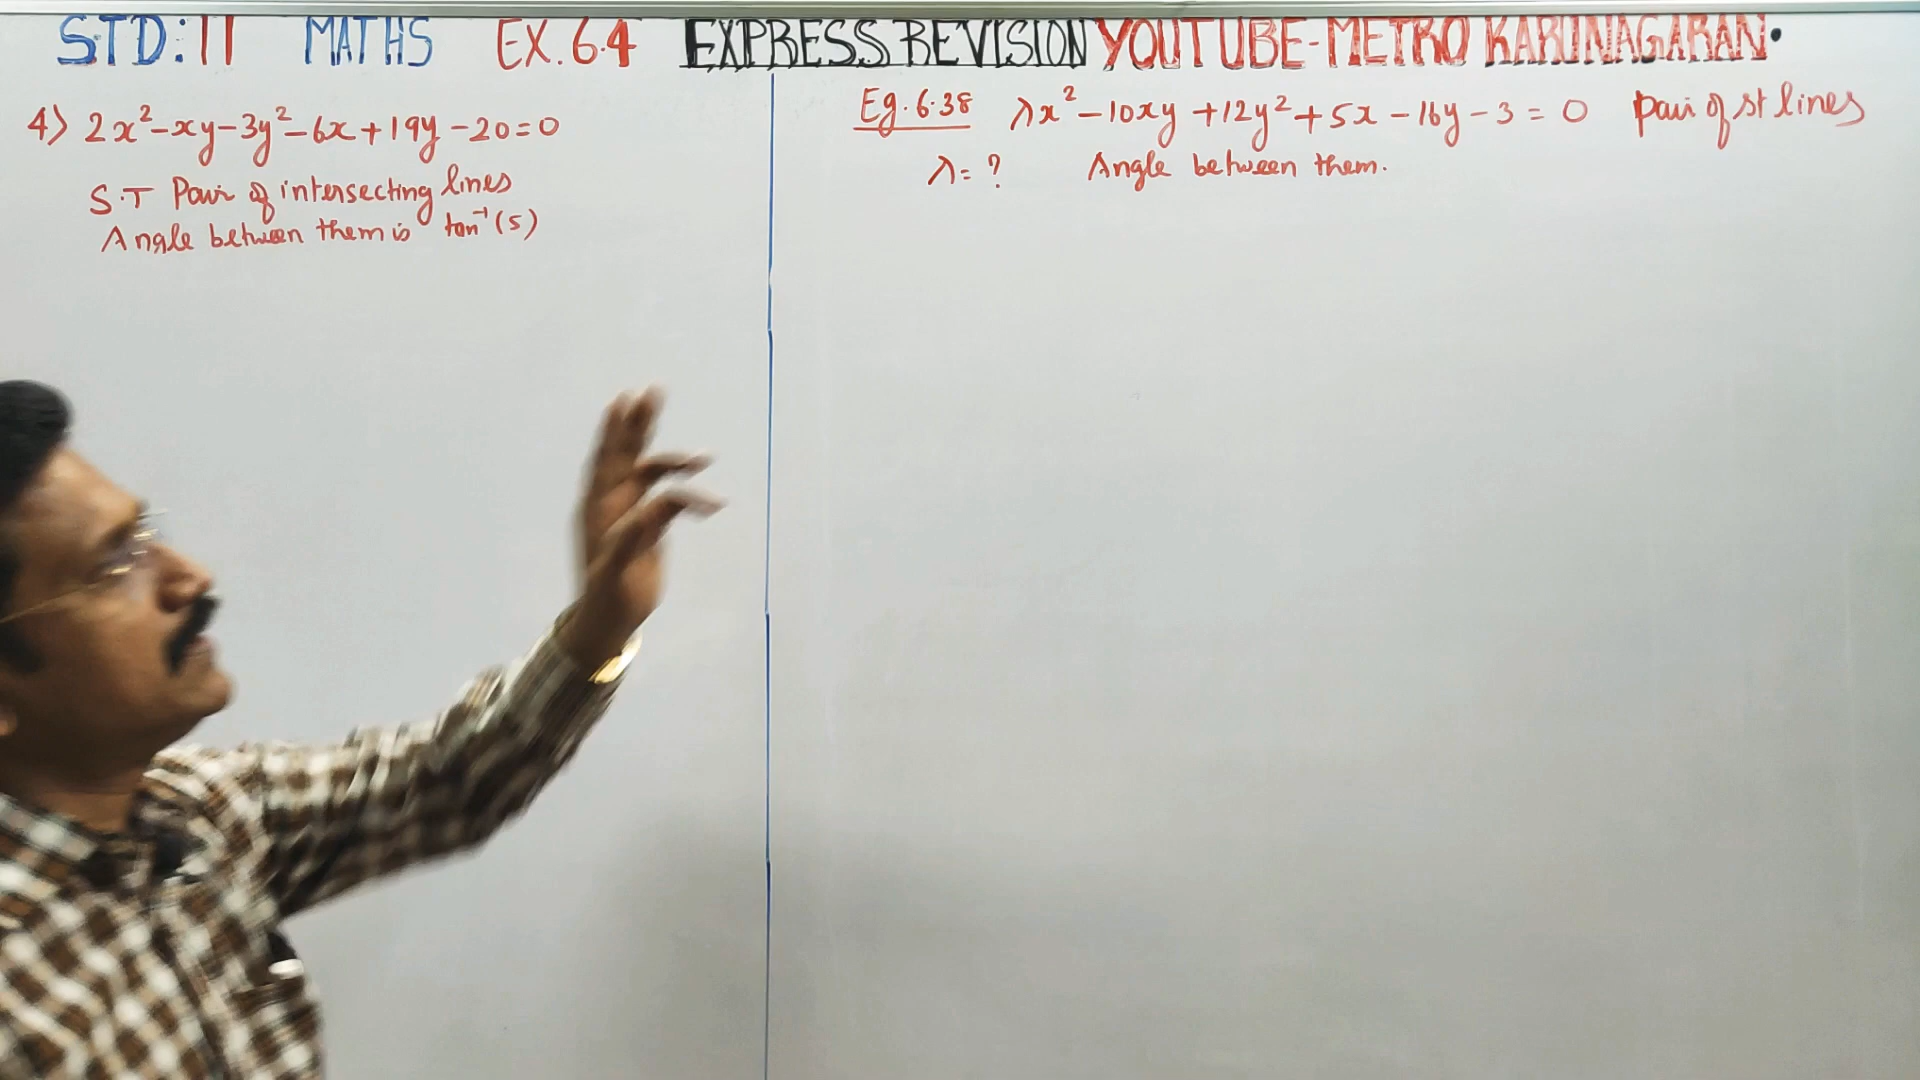 STD:11 MATHS EX.6.4 EXPRESS REVISION YOUTUBE-METRO KARUNAGARAN.
4) 2x²-xy-3y²-6x+19y-20=0
S.T Pair of intersecting lines
Angle between them is tan⁻¹(5)
Eg.6.38 λx²-10xy+12y²+5x-16y-3=0 Pair of st lines
λ=? Angle between them.